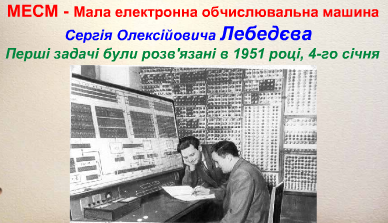 МЕСМ - Мала електронна обчислювальна машина
Сергія Олексійовича Лебедєва
Перші задачі були розв'язані в 1951 році, 4-го січня